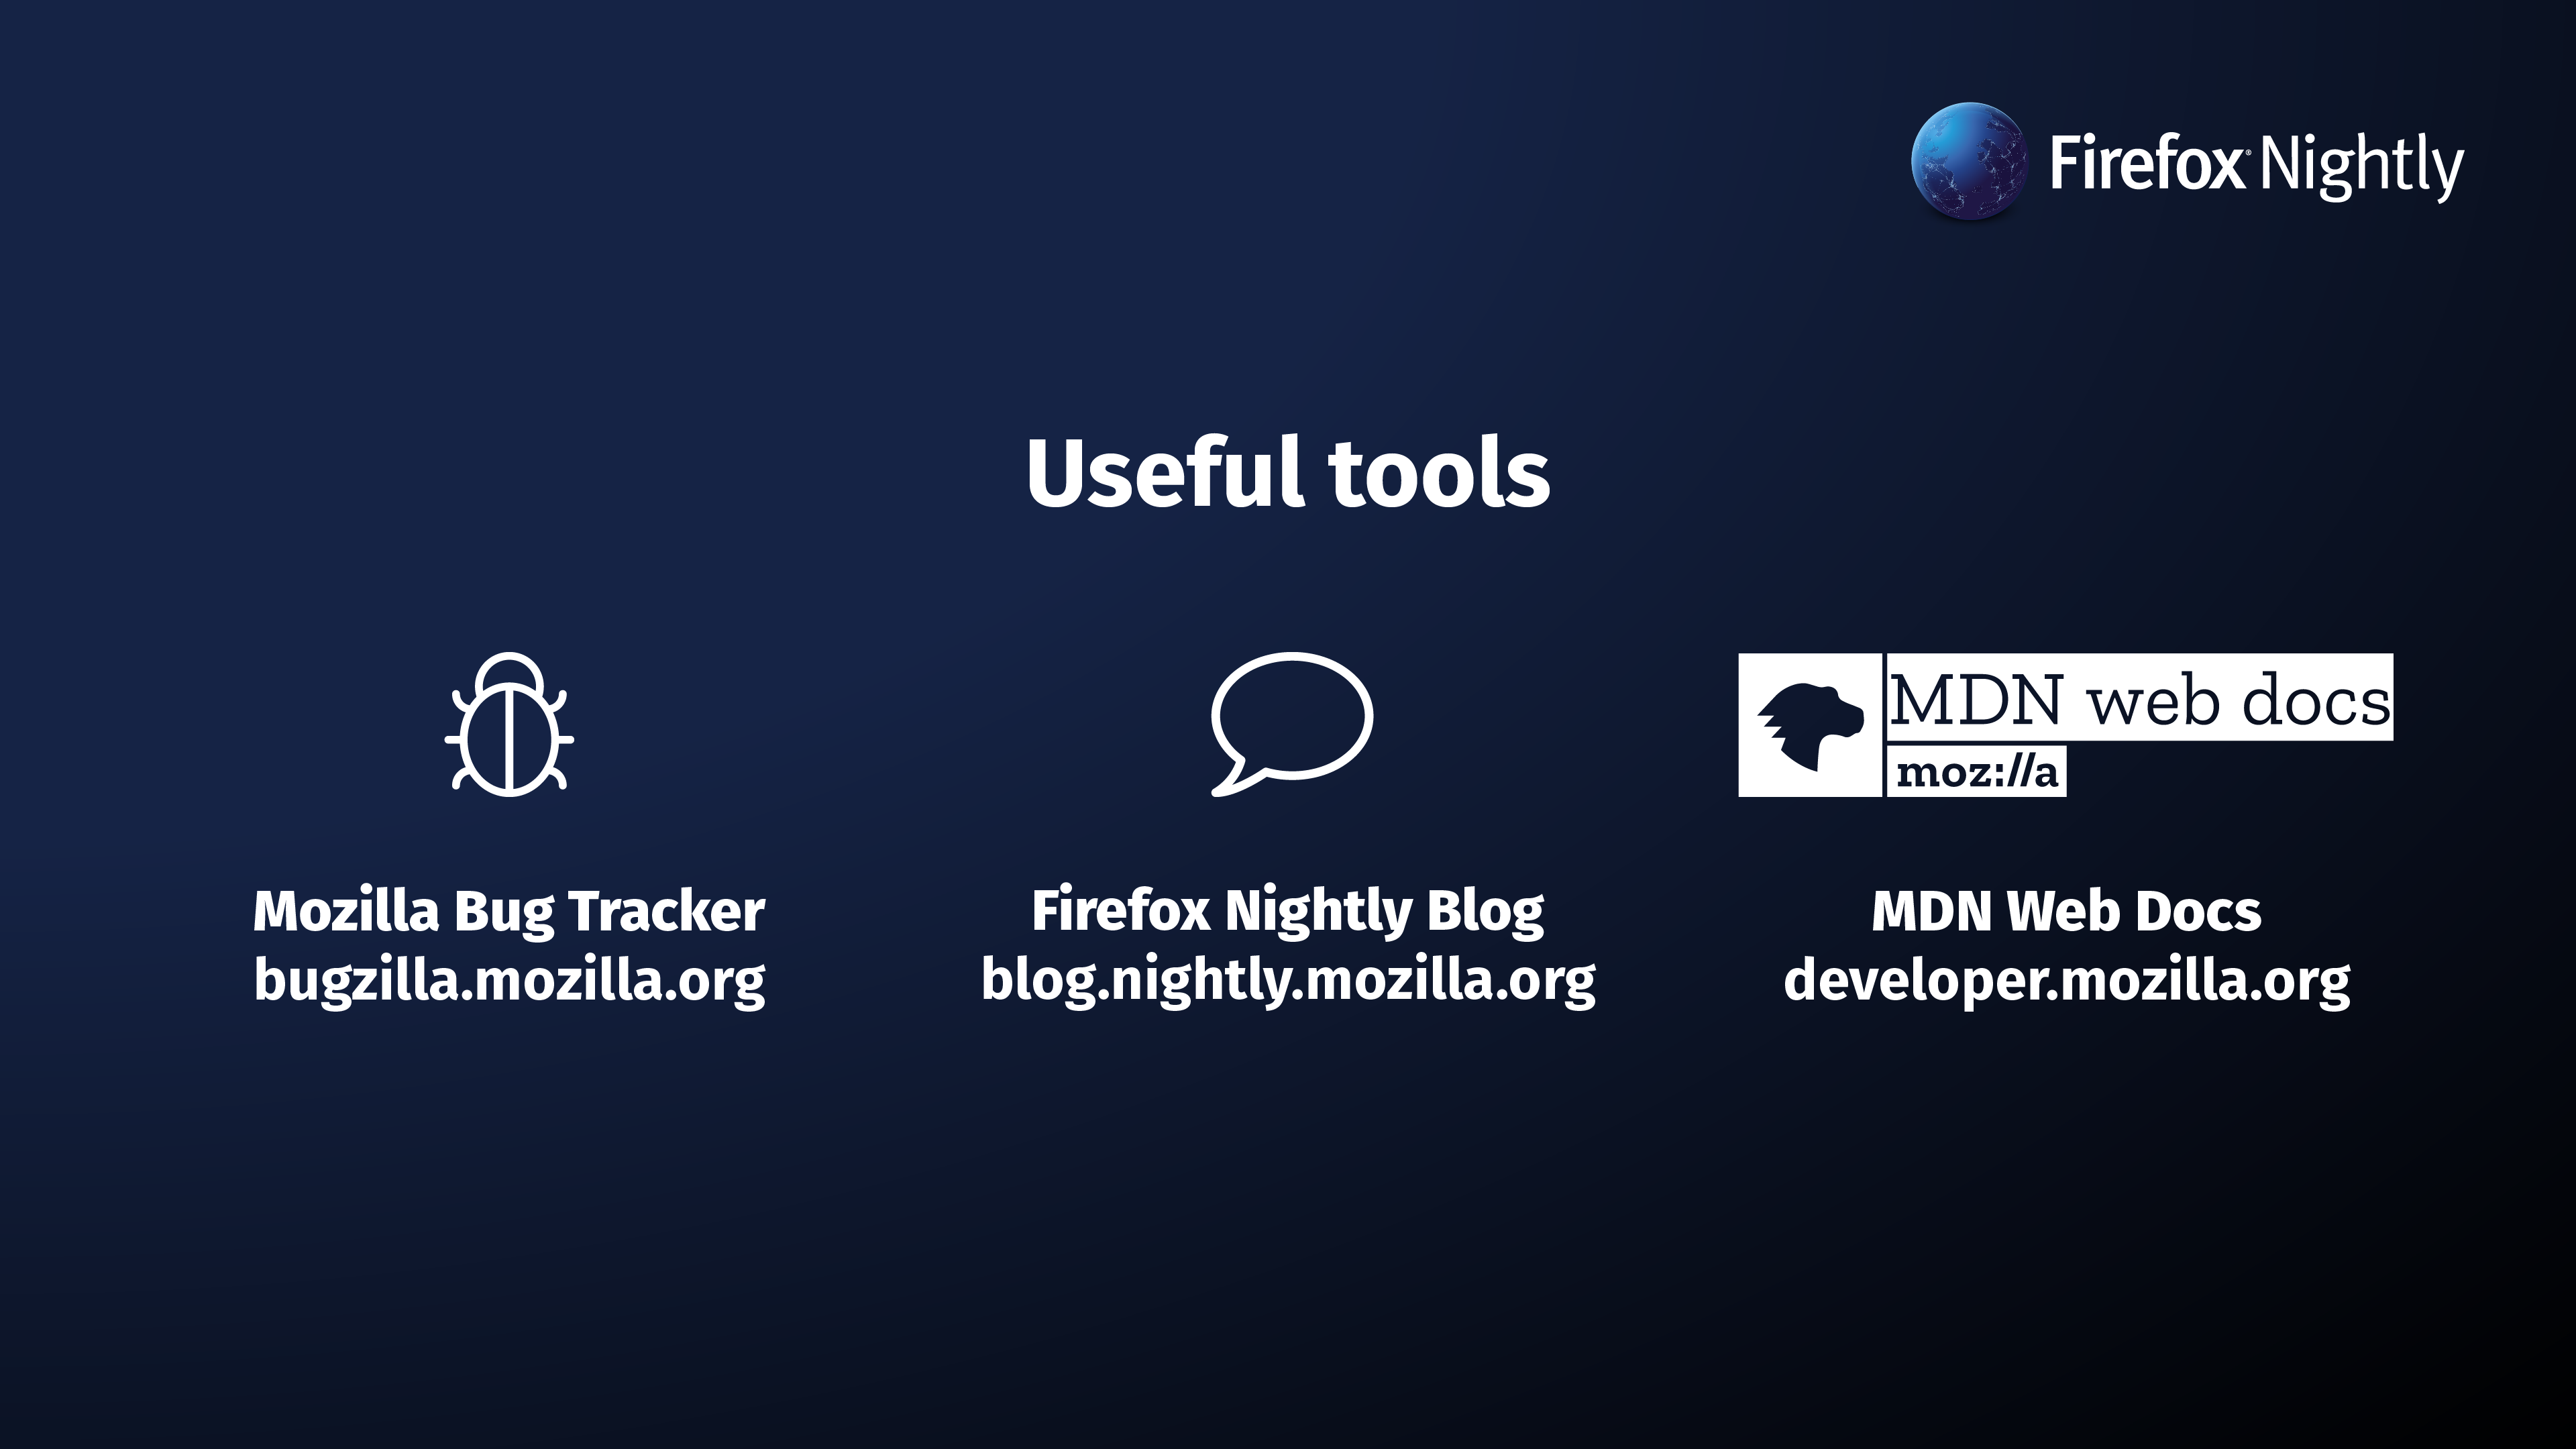 Firefox Nightly
Useful tools
MDN web docs
moz://a
Mozilla Bug Tracker
bugzilla.mozilla.org
Firefox Nightly Blog
blog.nightly.mozilla.org
MDN Web Docs
developer.mozilla.org